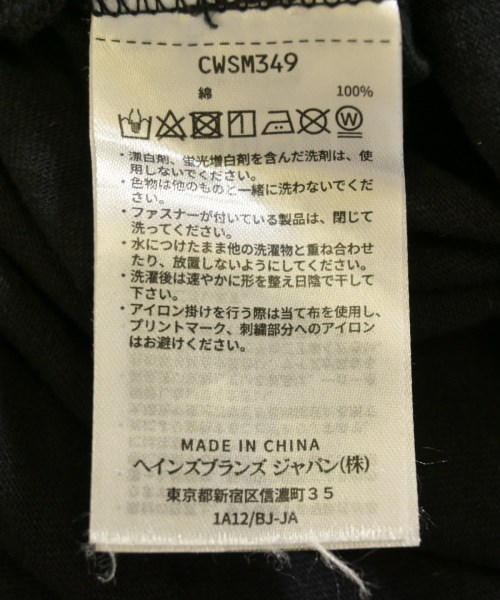 CWSM349
綿 100%
・漂白剤、蛍光増白剤を含んだ洗剤は、使
用しないでください。
・色物は他のものと一緒に洗わないでくだ
さい。
・ファスナーが付いている製品は、閉じて
洗ってください。
・水につけたまま他の洗濯物と重ね合わせ
たり、放置しないようにしてください。
・洗濯後は速やかに形を整え日陰で干して
下さい。
・アイロン掛けを行う際は当て布を使用し、
プリントマーク、刺繍部分へのアイロン
はお避けください。
MADE IN CHINA
ヘインズブランズ ジャパン(株)
東京都新宿区信濃町35
1A12/BJ-JA